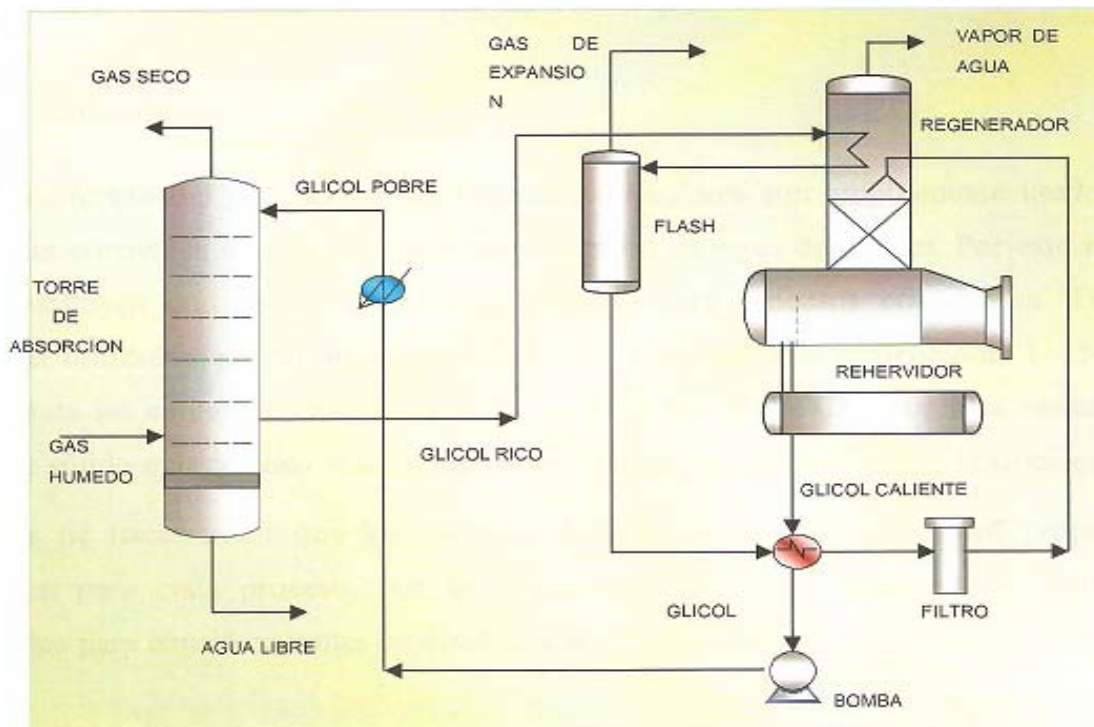 GAS DE
EXPANSIO
N
VAPOR DE
AGUA
GAS SECO
REGENERADOR
GLICOL POBRE
FLASH
TORRE
DE
ABSORCION
REHERVIDOR
GAS
HUMEDO
GLICOL RICO
GLICOL CALIENTE
GLICOL
FILTRO
AGUA LIBRE
BOMBA